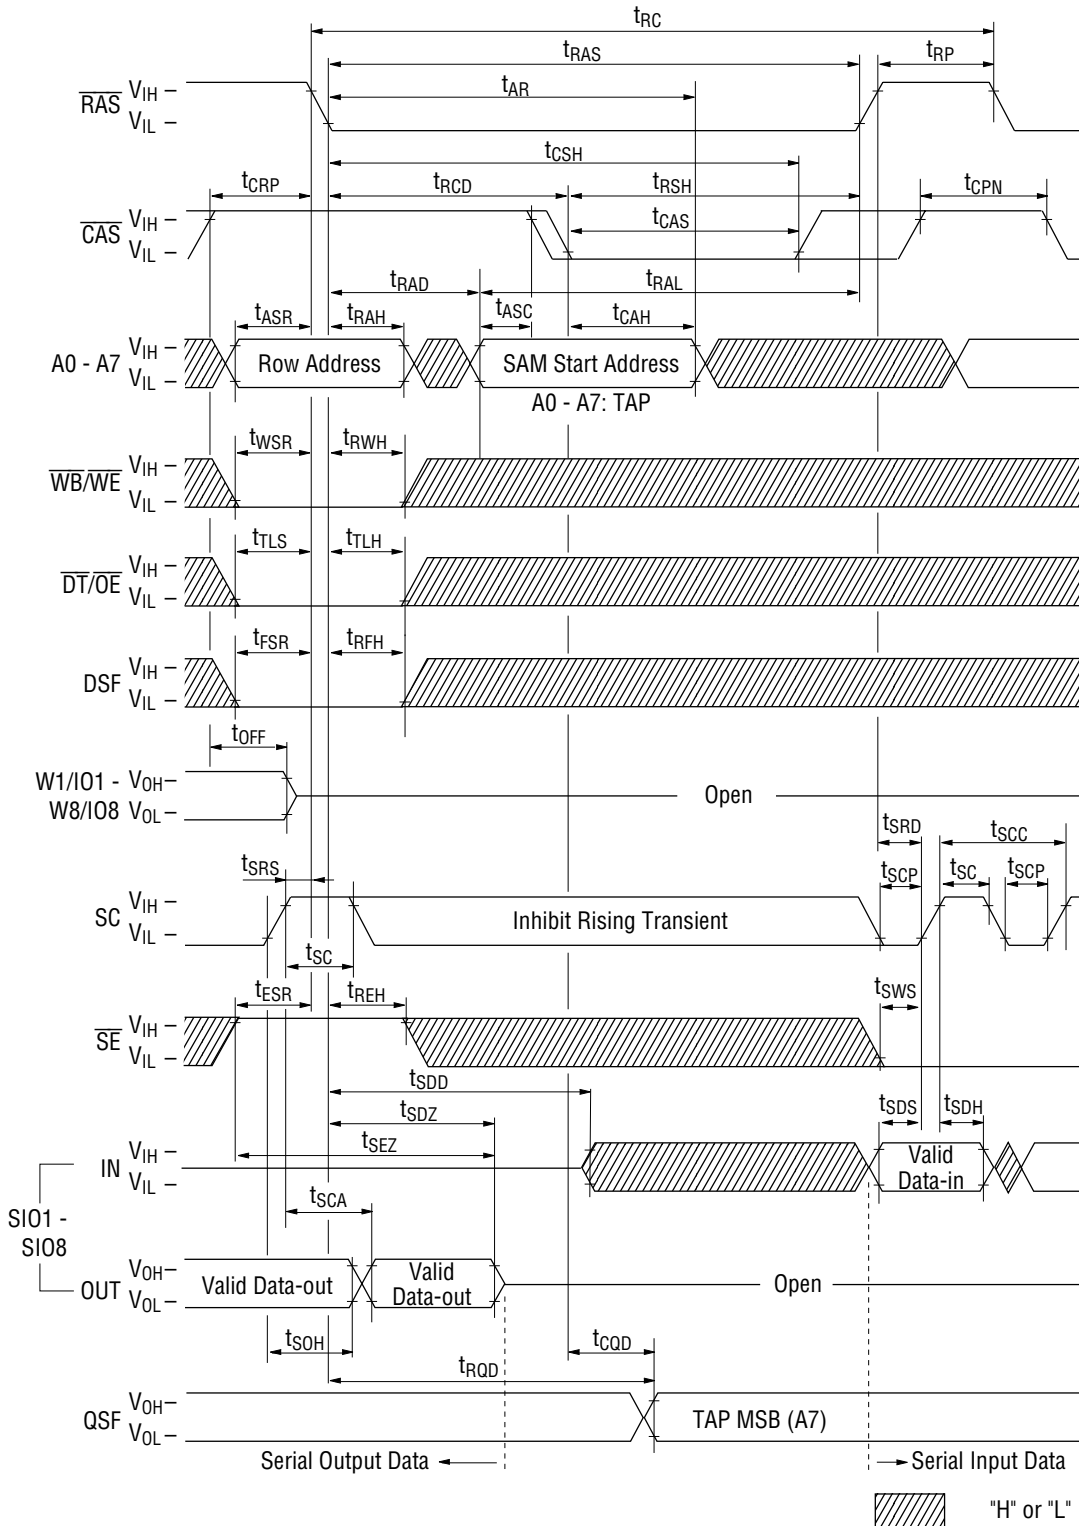 tRC
tRAS tRP
tAR
RAS VIH
VIL
tCSH
tCRP tRCD tRSH tCPN
CAS VIH
VIL
tCAS
tRAD tRAL
tASR tRAH tASC tCAH
A0 - A7 VIH
VIL
Row Address SAM Start Address
A0 - A7: TAP
tWSR tRWH
WB/WE VIH
VIL
tTLS tTLH
DT/OE VIH
VIL
tFSR tRFH
DSF VIH
VIL
tOFF
W1/IO1 - VOH
W8/IO8 VOL
Open
tSRD tSCC
tSRS tSCP tSC tSCP
SC VIH
VIL
Inhibit Rising Transient
tSC
tESR tREH tSWS
SE VIH
VIL
tSDD
tSDZ tSDS tSDH
tSEZ
IN VIH
VIL
Valid
Data-in
tSCA
SIO1 -
SIO8
OUT VOH
VOL
Valid Data-out Valid
Data-out
Open
tSOH tCQD
tRQD
QSF VOH
VOL
TAP MSB (A7)
Serial Output Data Serial Input Data
"H" or "L"